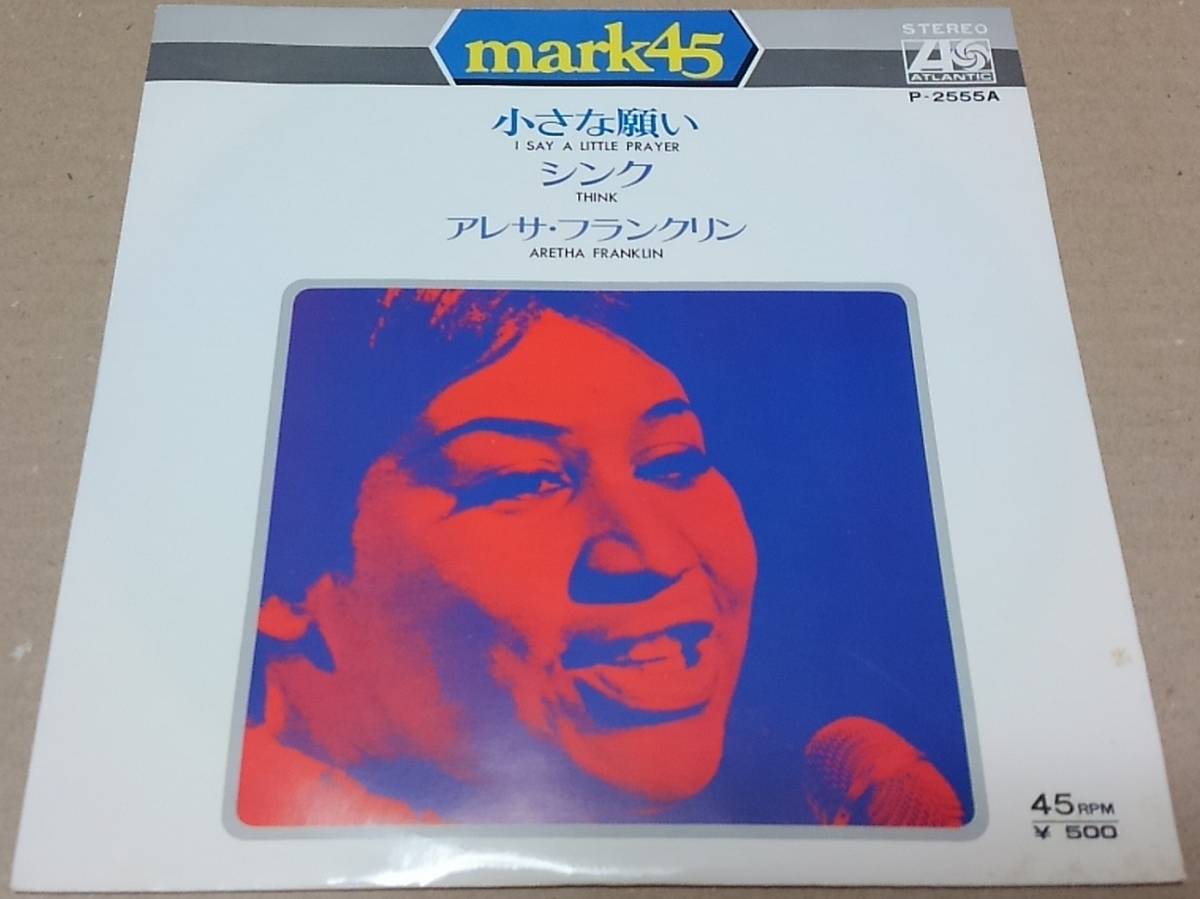 mark45
STEREO
ATLANTIC
P-2555A
小さな願い
I SAY A LITTLE PRAYER
シンク
THINK
アレサ・フランクリン
ARETHA FRANKLIN
45 RPM
¥ 500